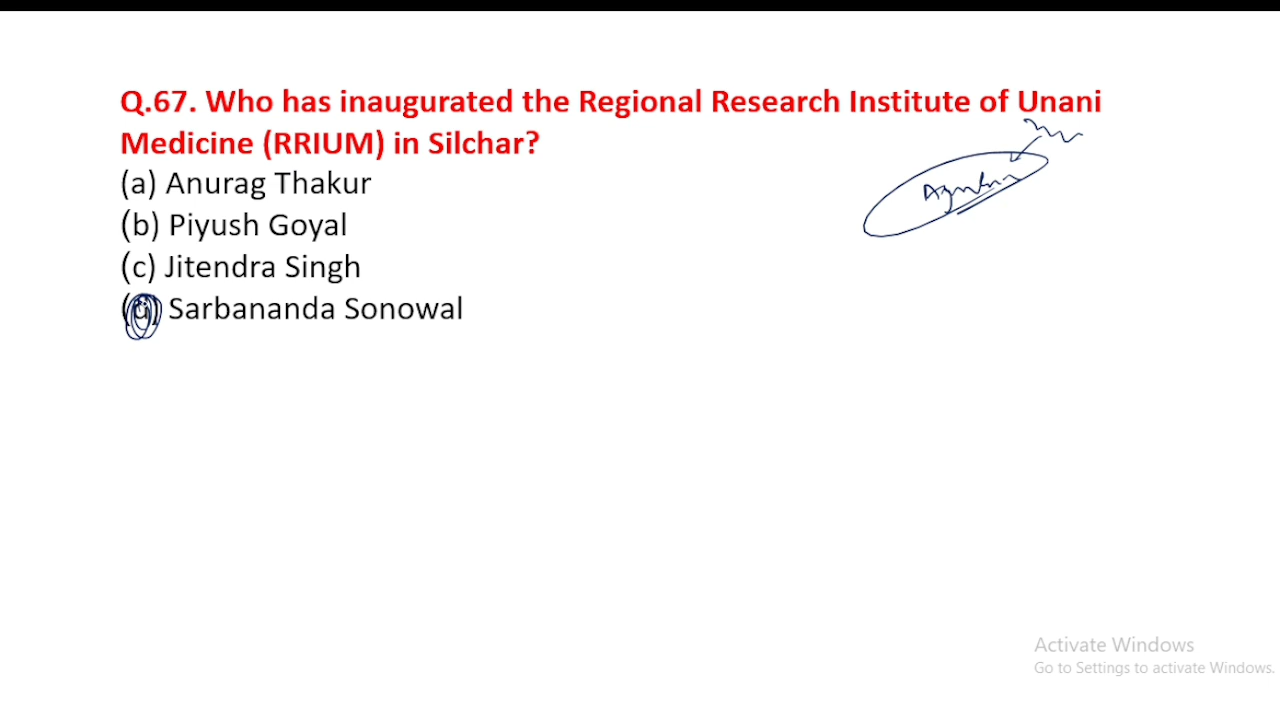 Q.67. Who has inaugurated the Regional Research Institute of Unani
Medicine (RRIUM) in Silchar?
(a) Anurag Thakur
(b) Piyush Goyal
(c) Jitendra Singh
(d) Sarbananda Sonowal
Activate Windows
Go to Settings to activate Windows.